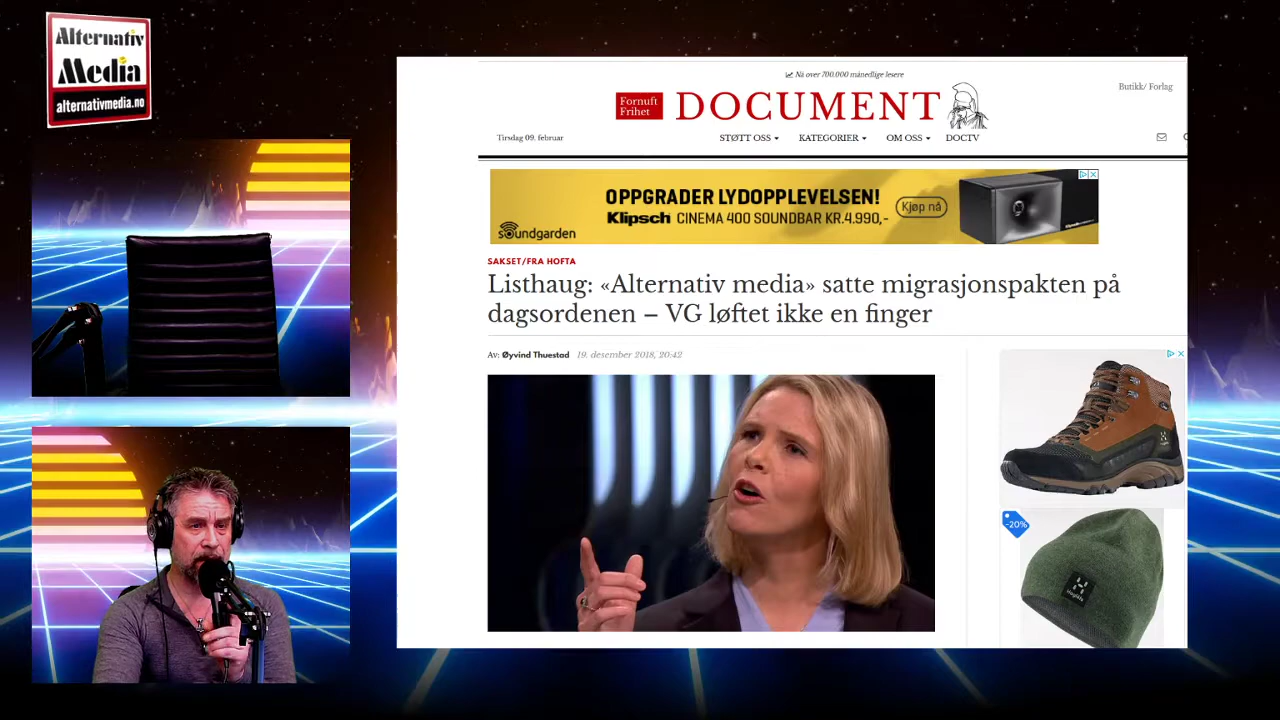 Alternativ
Media
alternativmedia.no
Nå over 700.000 månedlige lesere
Fornuft
Frihet
DOCUMENT
Butikk/ Forlag
Tirsdag 09. februar
STØTT OSS
KATEGORIER
OM OSS
DOCTV
OPPGRADER LYDOPPLEVELSEN!
Klipsch CINEMA 400 SOUNDBAR KR.4.990,-
Kjøp nå
soundgarden
SAKSET/FRA HOFTA
Listhaug: «Alternativ media» satte migrasjonspakten på
dagsordenen – VG løftet ikke en finger
Av: Øyvind Thuestad 19. desember 2018, 20:42
-20%